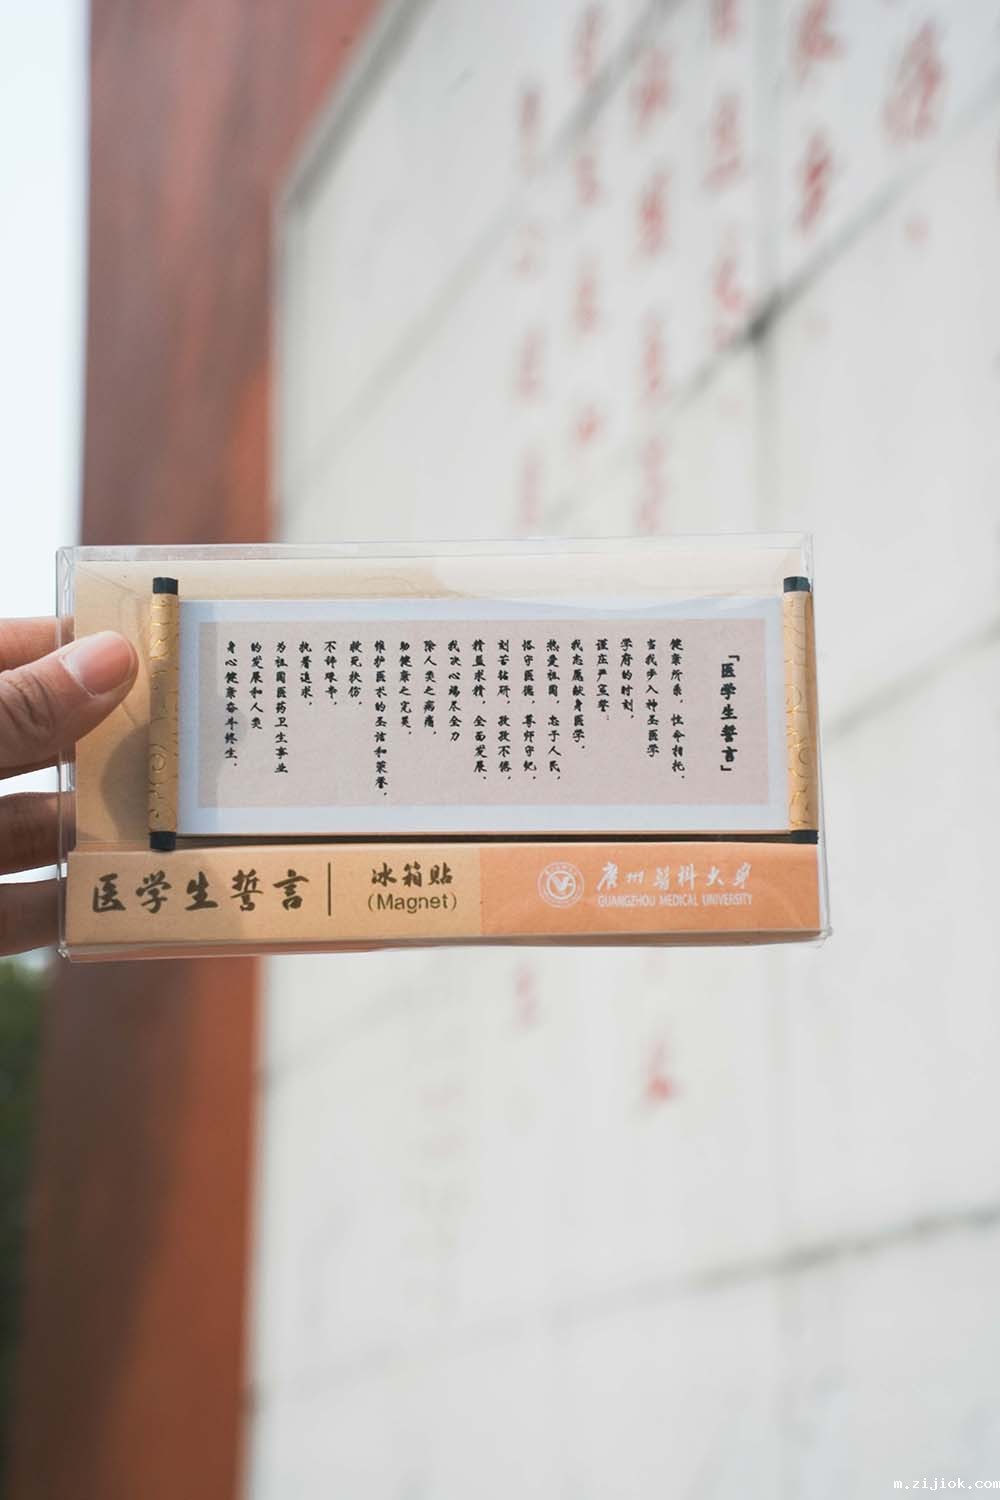 「医学生誓言」
健康所系，性命相托。
当我步入神圣医学
学府的时刻，
谨庄严宣誓：
我志愿献身医学，
热爱祖国，忠于人民，
恪守医德，尊师守纪，
刻苦钻研，孜孜不倦，
精益求精，全面发展。
我决心竭尽全力
除人类之病痛，
助健康之完美，
维护医术的圣洁和荣誉，
救死扶伤，
不辞艰辛，
执着追求，
为祖国医药卫生事业
的发展和人类
身心健康奋斗终生。
医学生誓言
冰箱贴
(Magnet)
广州医科大学
GUANGZHOU MEDICAL UNIVERSITY
m.zijiok.com